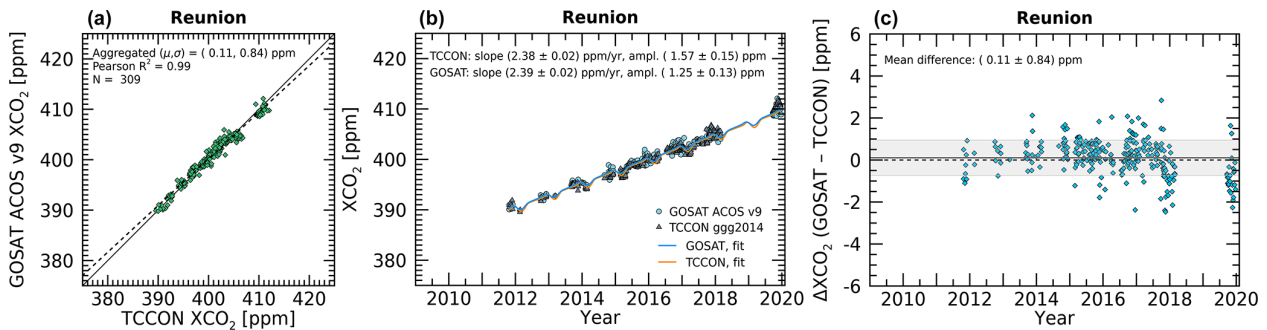 (a) Reunion
Aggregated (μ,σ) = ( 0.11, 0.84) ppm
Pearson R² = 0.99
N = 309
GOSAT ACOS v9 XCO₂ [ppm]
420
410
400
390
380
380 390 400 410 420
TCCON XCO₂ [ppm]
(b) Reunion
TCCON: slope (2.38 ± 0.02) ppm/yr, ampl. ( 1.57 ± 0.15) ppm
GOSAT: slope (2.39 ± 0.02) ppm/yr, ampl. ( 1.25 ± 0.13) ppm
XCO₂ [ppm]
420
410
400
390
380
GOSAT ACOS v9
TCCON ggg2014
GOSAT, fit
TCCON, fit
2010 2012 2014 2016 2018 2020
Year
(c) Reunion
Mean difference: ( 0.11 ± 0.84) ppm
ΔXCO₂ (GOSAT − TCCON) [ppm]
6
4
2
0
-2
-4
-6
2010 2012 2014 2016 2018 2020
Year